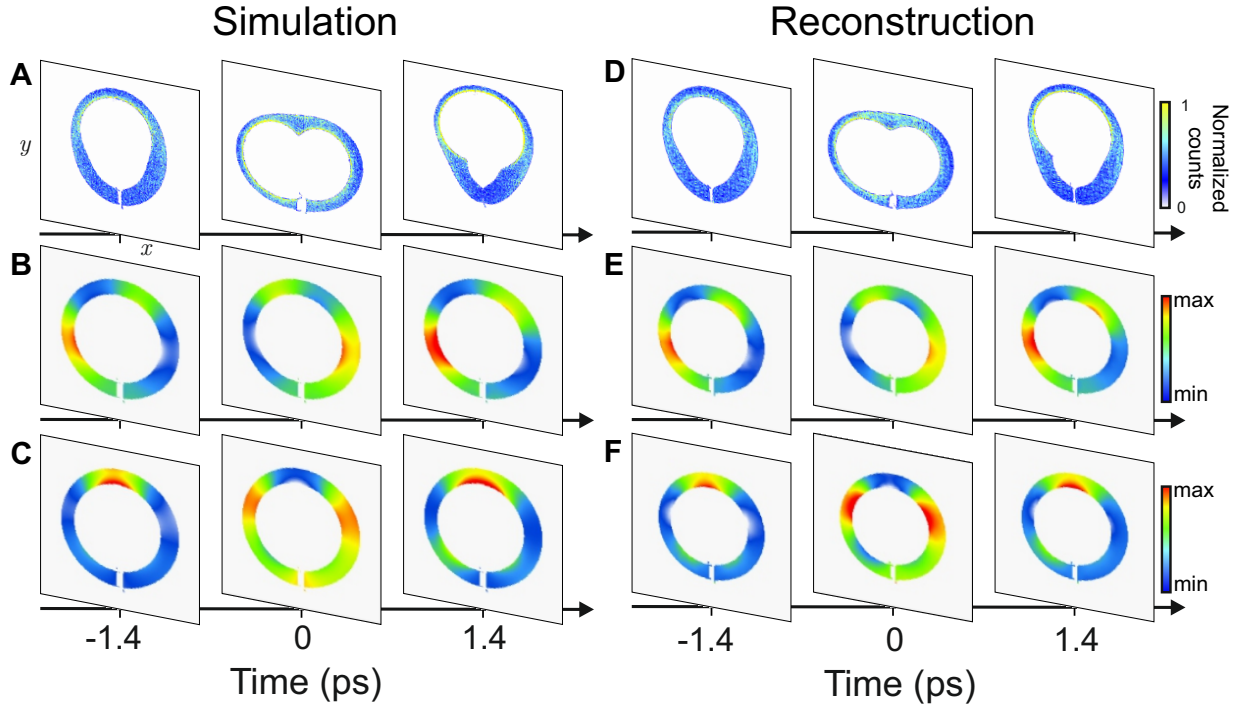 Simulation
Reconstruction
A
D
y
x
1
0
Normalized
counts
B
E
max
min
C
F
max
min
-1.4
0
1.4
-1.4
0
1.4
Time (ps)
Time (ps)